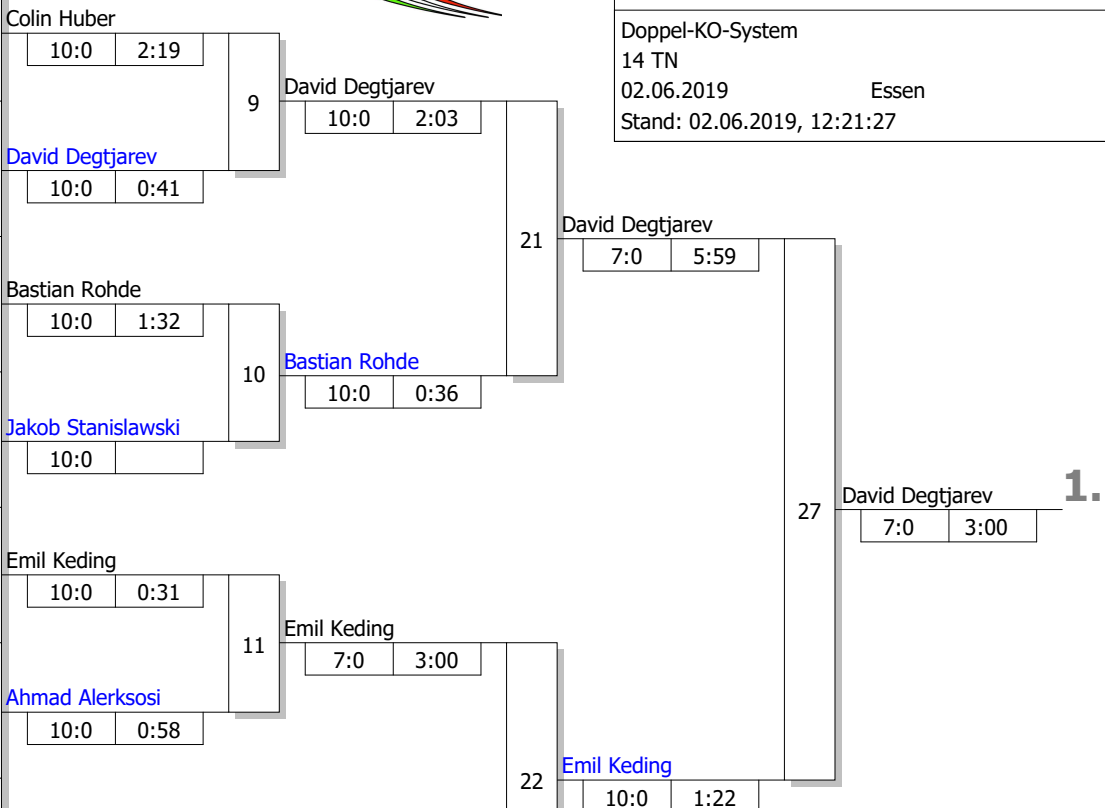 Colin Huber
10:0 2:19
9
David Degtjarev
10:0 2:03
David Degtjarev
10:0 0:41
Doppel-KO-System
14 TN
02.06.2019 Essen
Stand: 02.06.2019, 12:21:27
21
David Degtjarev
7:0 5:59
Bastian Rohde
10:0 1:32
10
Bastian Rohde
10:0 0:36
Jakob Stanislawski
10:0
27
David Degtjarev
7:0 3:00
1.
Emil Keding
10:0 0:31
11
Emil Keding
7:0 3:00
Ahmad Alerksosi
10:0 0:58
22
Emil Keding
10:0 1:22